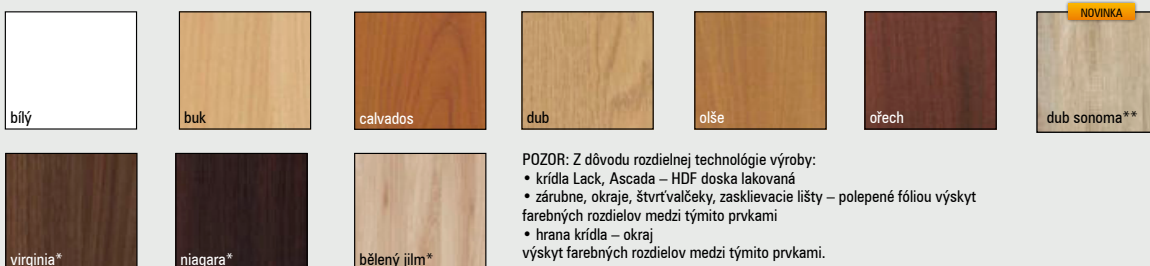 NOVINKA
bílý
buk
calvados
dub
olše
ořech
dub sonoma**
virginia*
niagara*
bělený jilm*
POZOR: Z dôvodu rozdielnej technológie výroby:
• krídla Lack, Ascada – HDF doska lakovaná
• zárubne, okraje, štvrťvalčeky, zasklievacie lišty – polepené fóliou výskyt
farebných rozdielov medzi týmito prvkami
• hrana krídla – okraj
výskyt farebných rozdielov medzi týmito prvkami.